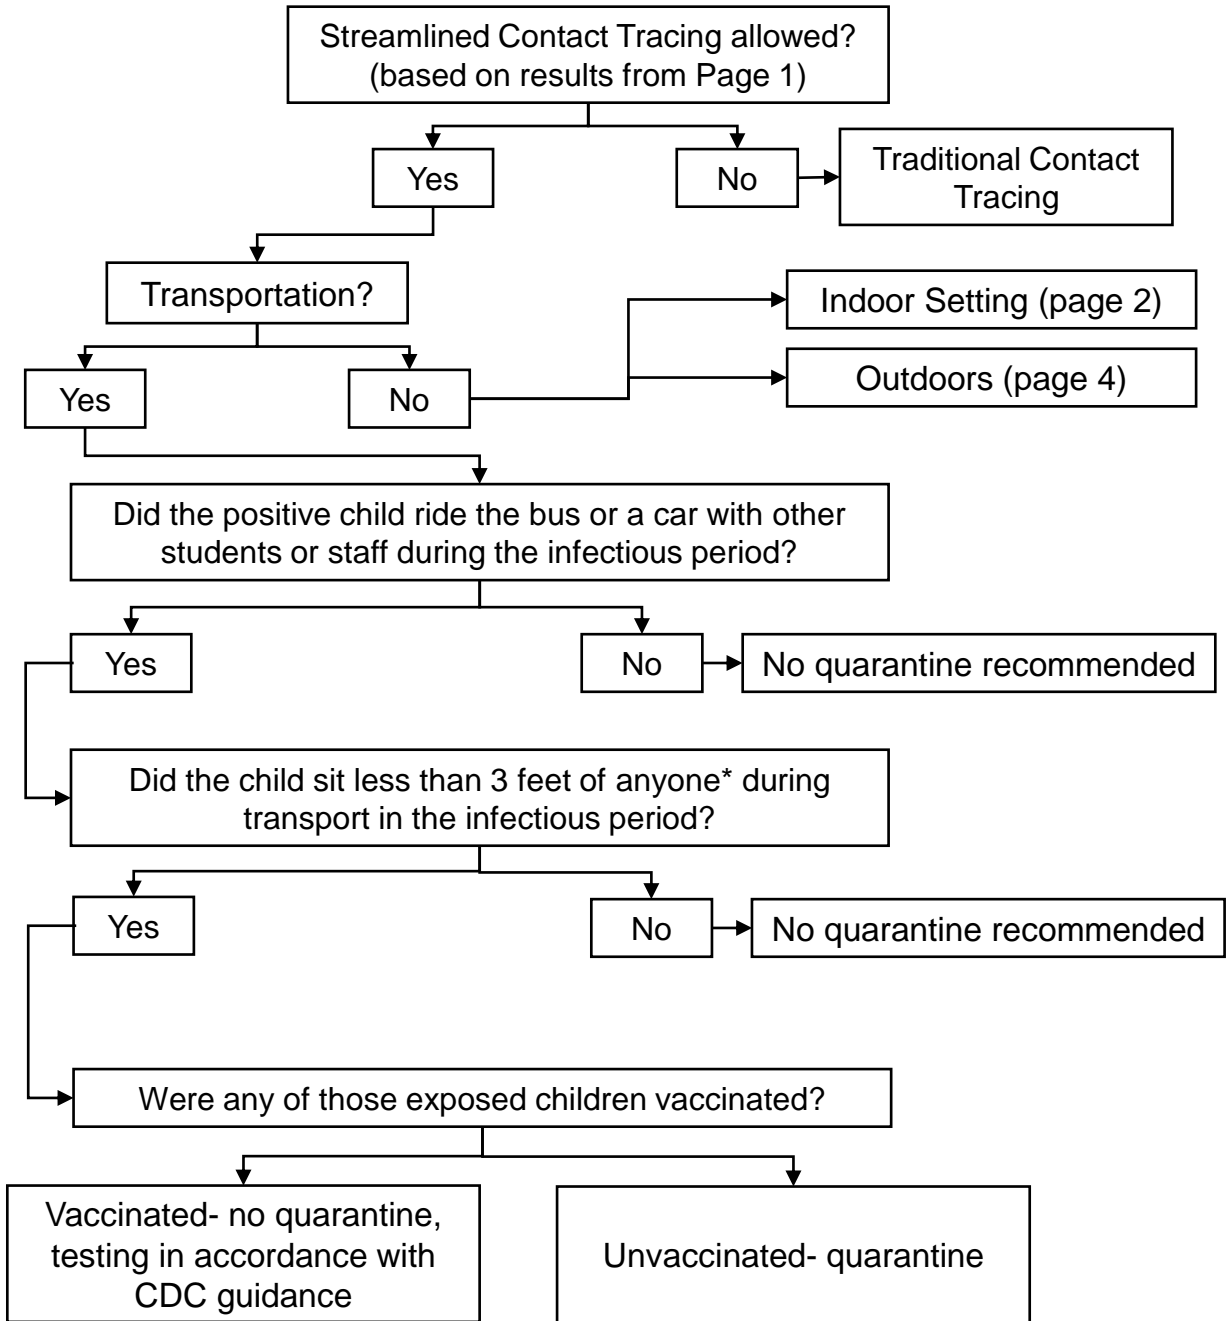 Streamlined Contact Tracing allowed?
(based on results from Page 1)
Yes
No
Traditional Contact
Tracing
Transportation?
Indoor Setting (page 2)
Yes
No
Outdoors (page 4)
Did the positive child ride the bus or a car with other
students or staff during the infectious period?
Yes
No
No quarantine recommended
Did the child sit less than 3 feet of anyone* during
transport in the infectious period?
Yes
No
No quarantine recommended
Were any of those exposed children vaccinated?
Vaccinated- no quarantine,
testing in accordance with
CDC guidance
Unvaccinated- quarantine